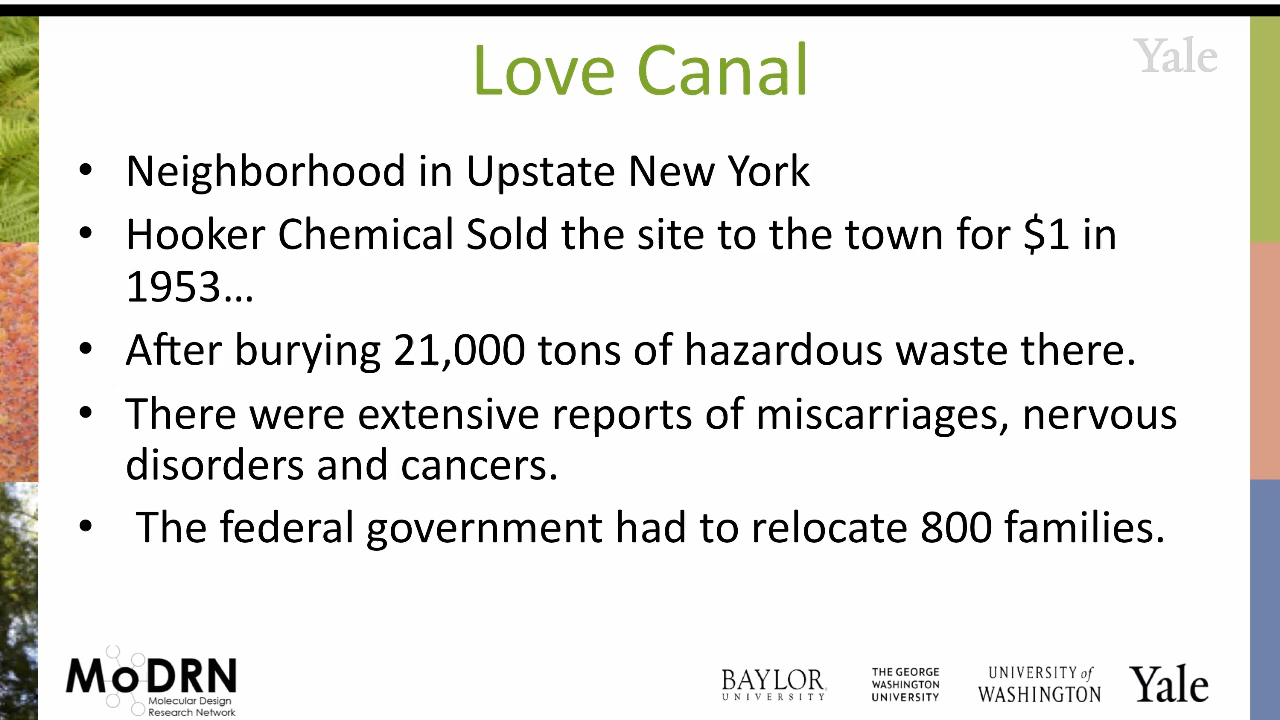 Love Canal
Yale
• Neighborhood in Upstate New York
• Hooker Chemical Sold the site to the town for $1 in
1953…
• After burying 21,000 tons of hazardous waste there.
• There were extensive reports of miscarriages, nervous
disorders and cancers.
• The federal government had to relocate 800 families.
MoDRN
Molecular Design
Research Network
BAYLOR
UNIVERSITY
THE GEORGE
WASHINGTON
UNIVERSITY
UNIVERSITY of
WASHINGTON
Yale